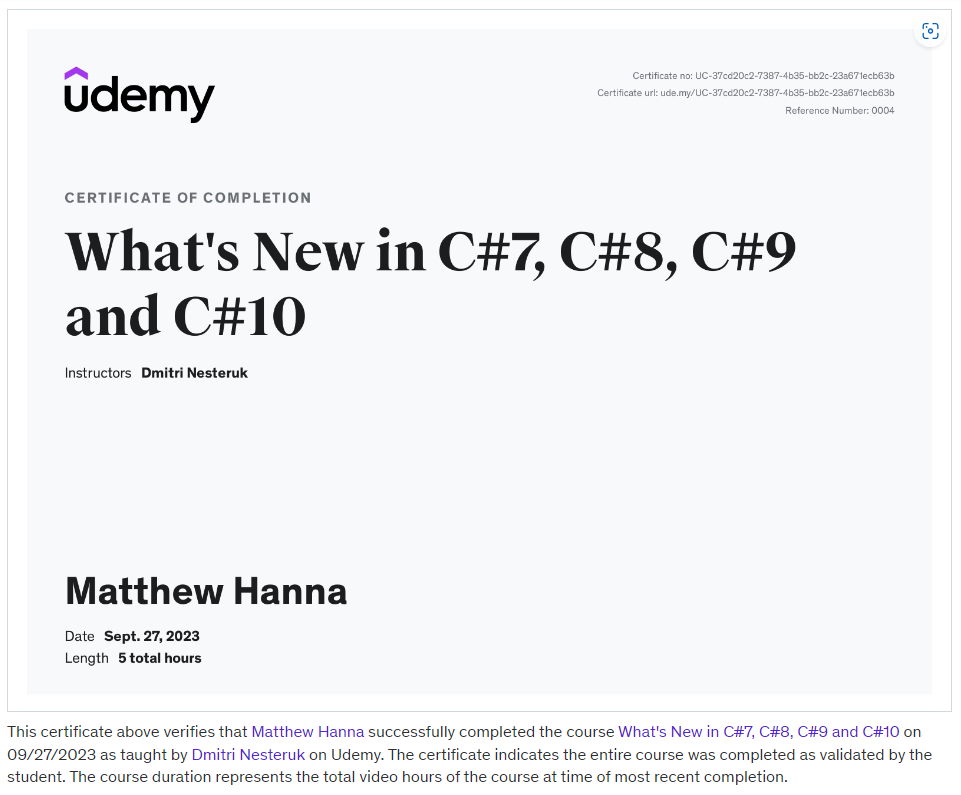 udemy
Certificate no: UC-37cd20c2-7387-4b35-bb2c-23a671ecb63b
Certificate url: ude.my/UC-37cd20c2-7387-4b35-bb2c-23a671ecb63b
Reference Number: 0004
CERTIFICATE OF COMPLETION
What's New in C#7, C#8, C#9
and C#10
Instructors Dmitri Nesteruk
Matthew Hanna
Date Sept. 27, 2023
Length 5 total hours
This certificate above verifies that Matthew Hanna successfully completed the course What's New in C#7, C#8, C#9 and C#10 on
09/27/2023 as taught by Dmitri Nesteruk on Udemy. The certificate indicates the entire course was completed as validated by the
student. The course duration represents the total video hours of the course at time of most recent completion.